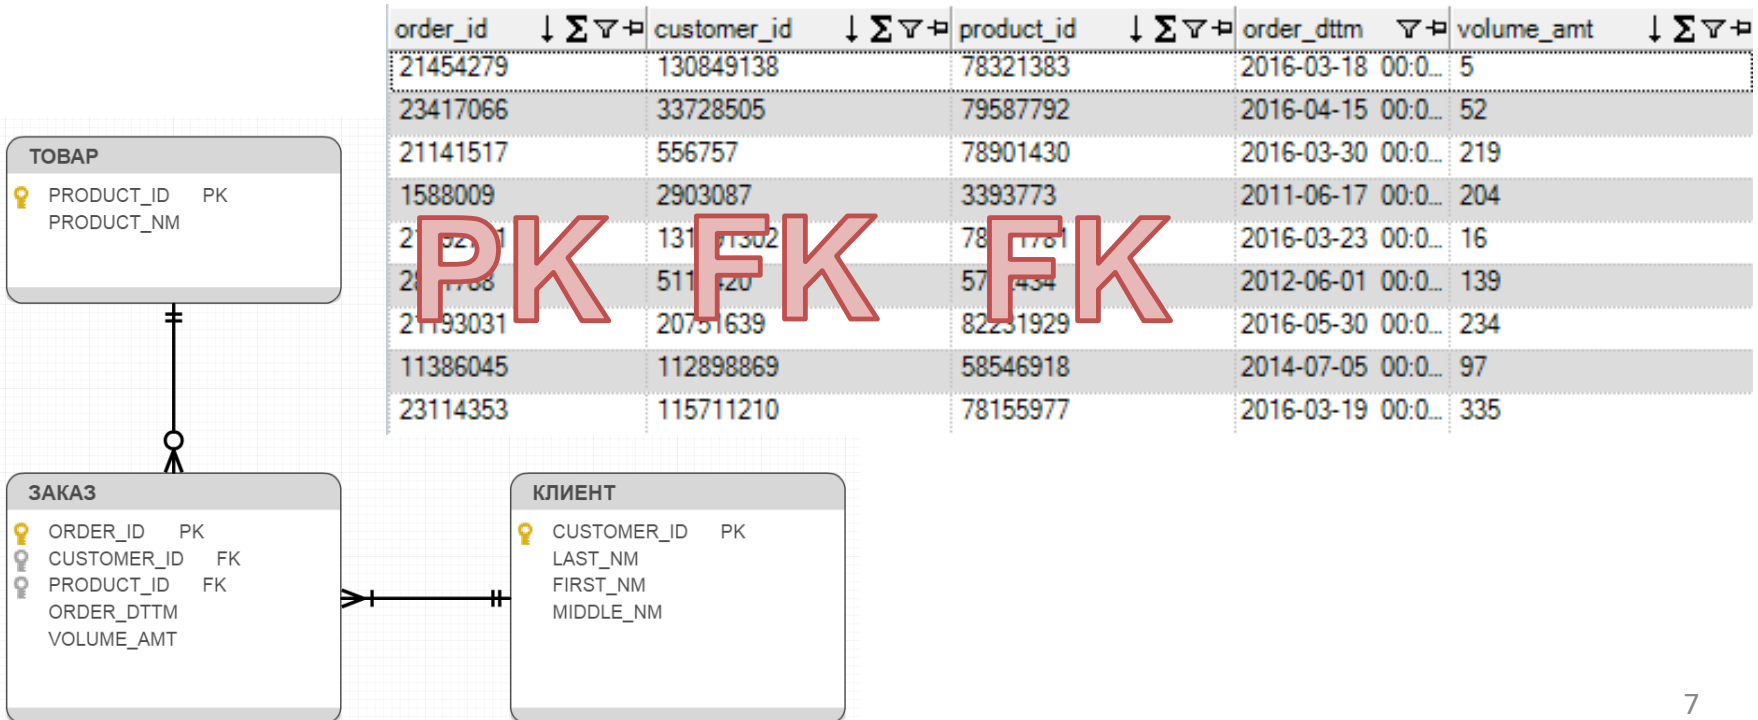 order_id customer_id product_id order_dttm volume_amt
21454279 130849138 78321383 2016-03-18 00:0... 5
23417066 33728505 79587792 2016-04-15 00:0... 52
21141517 556757 78901430 2016-03-30 00:0... 219
1588009 2903087 3393773 2011-06-17 00:0... 204
2016-03-23 00:0... 16
2012-06-01 00:0... 139
PK FK FK
20751639 82231929 2016-05-30 00:0... 234
11386045 112898869 58546918 2014-07-05 00:0... 97
23114353 115711210 78155977 2016-03-19 00:0... 335
ТОВАР
PRODUCT_ID PK
PRODUCT_NM
ЗАКАЗ
ORDER_ID PK
CUSTOMER_ID FK
PRODUCT_ID FK
ORDER_DTTM
VOLUME_AMT
КЛИЕНТ
CUSTOMER_ID PK
LAST_NM
FIRST_NM
MIDDLE_NM
7